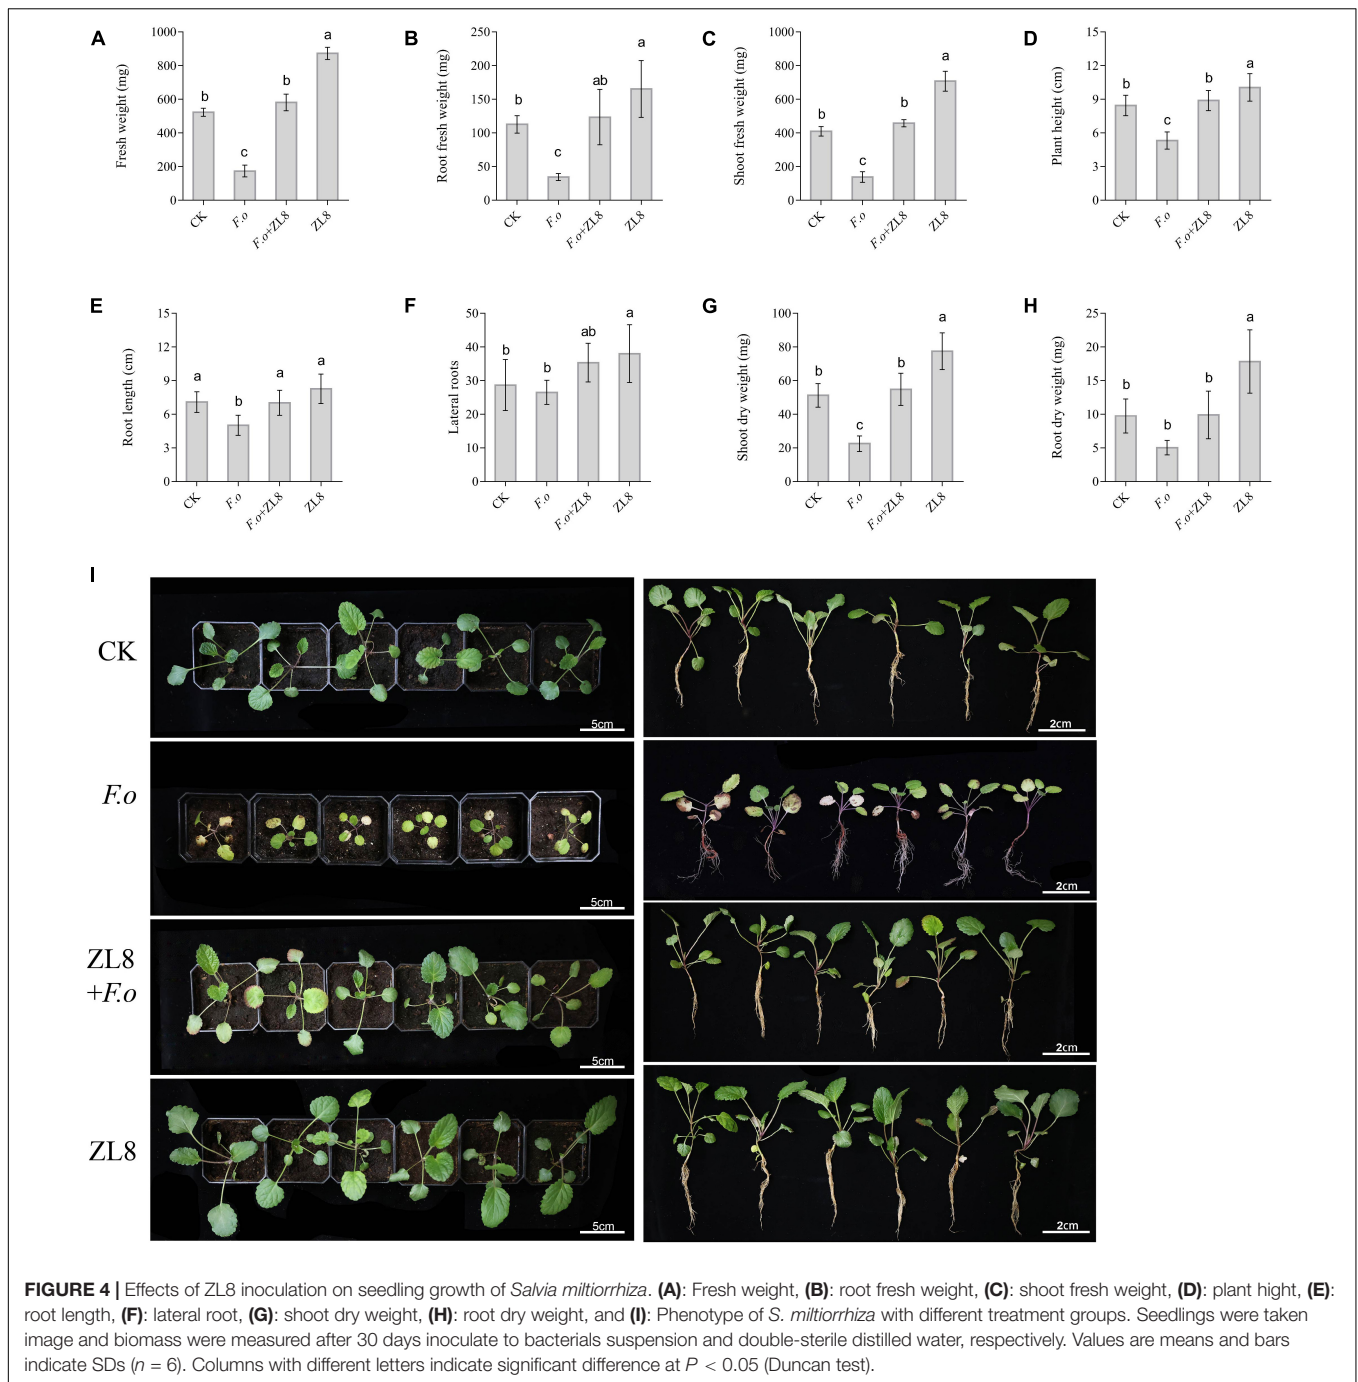 A
Fresh weight (mg)
1000
800
600
400
200
0
b
c
b
a
CK
F.o
F.o+ZL8
ZL8
B
Root fresh weight (mg)
250
200
150
100
50
0
b
c
ab
a
CK
F.o
F.o+ZL8
ZL8
C
Shoot fresh weight (mg)
1000
800
600
400
200
0
b
c
b
a
CK
F.o
F.o+ZL8
ZL8
D
Plant height (cm)
15
12
9
6
3
0
b
c
b
a
CK
F.o
F.o+ZL8
ZL8
E
Root length (cm)
15
12
9
6
3
0
a
b
a
a
CK
F.o
F.o+ZL8
ZL8
F
Lateral roots
50
40
30
20
10
0
b
b
ab
a
CK
F.o
F.o+ZL8
ZL8
G
Shoot dry weight (mg)
100
80
60
40
20
0
b
c
b
a
CK
F.o
F.o+ZL8
ZL8
H
Root dry weight (mg)
25
20
15
10
5
0
b
b
b
a
CK
F.o
F.o+ZL8
ZL8
I
CK
5cm
2cm
F.o
5cm
2cm
ZL8
+F.o
5cm
2cm
ZL8
5cm
2cm
FIGURE 4 | Effects of ZL8 inoculation on seedling growth of Salvia miltiorrhiza. (A): Fresh weight, (B): root fresh weight, (C): shoot fresh weight, (D): plant hight, (E):
root length, (F): lateral root, (G): shoot dry weight, (H): root dry weight, and (I): Phenotype of S. miltiorrhiza with different treatment groups. Seedlings were taken
image and biomass were measured after 30 days inoculate to bacterials suspension and double-sterile distilled water, respectively. Values are means and bars
indicate SDs (n = 6). Columns with different letters indicate significant difference at P < 0.05 (Duncan test).